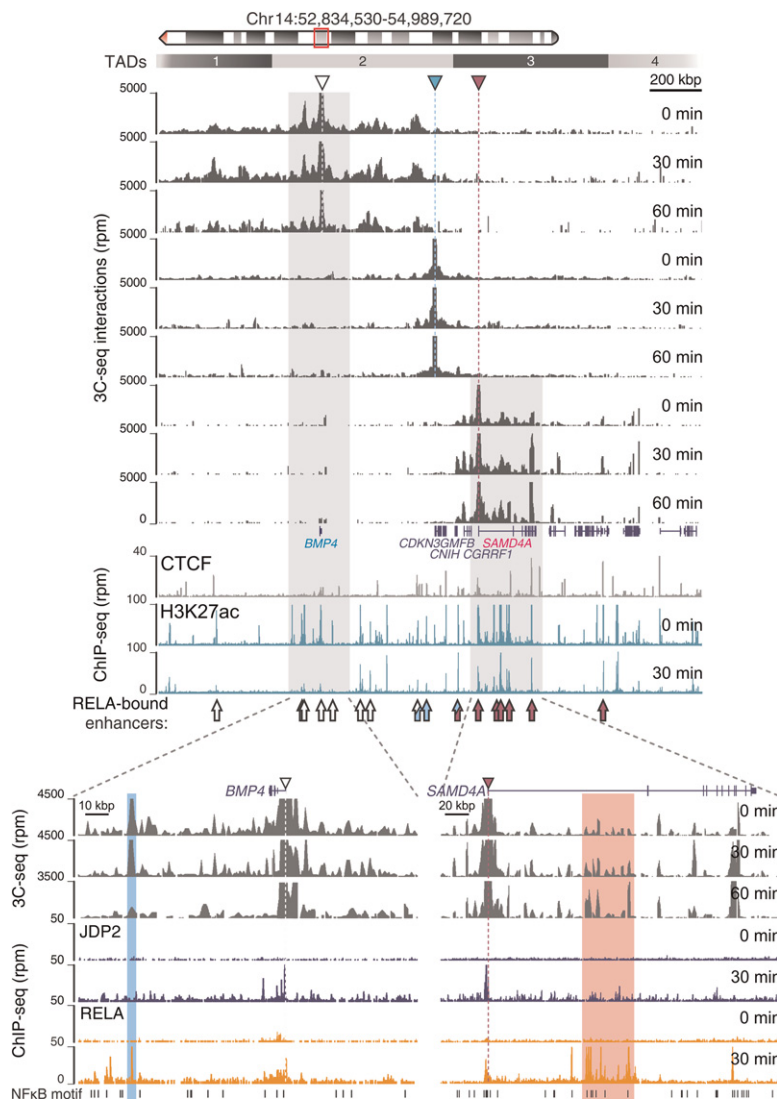 Chr14:52,834,530-54,989,720
TADs 1 2 3 4
200 kbp
5000
0 min
5000
30 min
5000
60 min
5000
0 min
5000
30 min
5000
60 min
5000
0 min
5000
30 min
5000
60 min
0
3C-seq interactions (rpm)
BMP4 CDKN3 GMFB SAMD4A
CNIH CGRRF1
40
CTCF
100
H3K27ac 0 min
100
30 min
0
ChIP-seq (rpm)
RELA-bound
enhancers:
BMP4 SAMD4A
4500
10 kbp 20 kbp 0 min
4500
30 min
3500
60 min
50
3C-seq (rpm)
JDP2 0 min
50
30 min
50
RELA 0 min
50
30 min
0
ChIP-seq (rpm)
NFκB motif